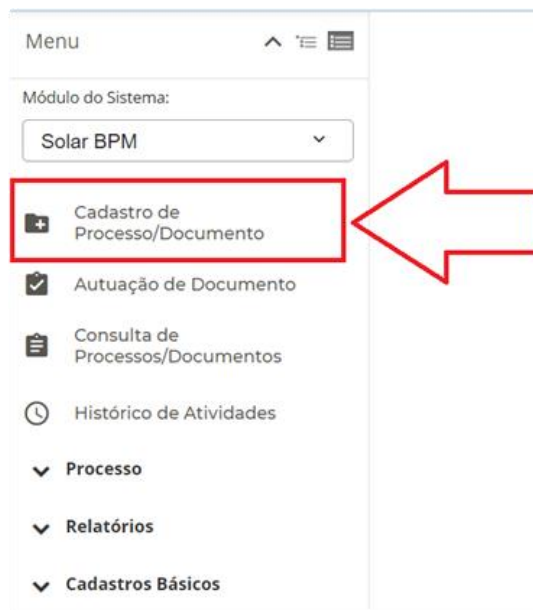 Menu
Módulo do Sistema:
Solar BPM
Cadastro de
Processo/Documento
Autuação de Documento
Consulta de
Processos/Documentos
Histórico de Atividades
Processo
Relatórios
Cadastros Básicos